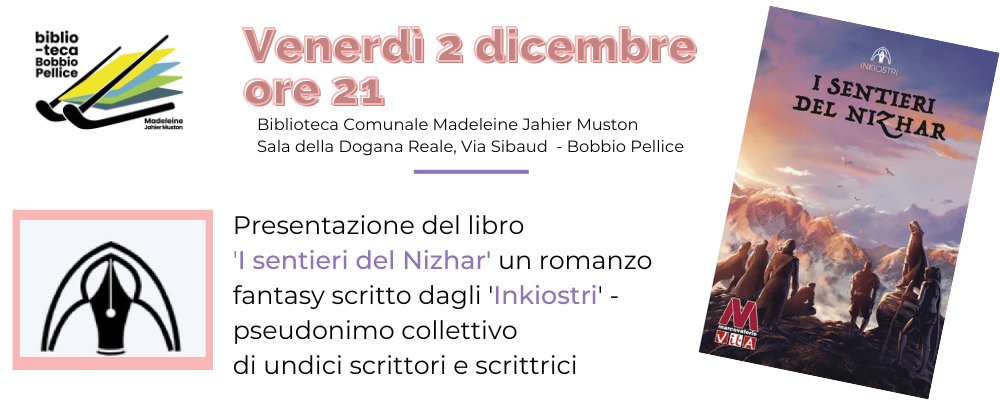 biblio
-teca
Bobbio
Pellice
Madeleine
Jahier Muston
Venerdì 2 dicembre
ore 21
Biblioteca Comunale Madeleine Jahier Muston
Sala della Dogana Reale, Via Sibaud - Bobbio Pellice
Presentazione del libro
'I sentieri del Nizhar' un romanzo
fantasy scritto dagli 'Inkiostri' -
pseudonimo collettivo
di undici scrittori e scrittrici
INKIOSTRI
I SENTIERI
DEL NIZHAR
M
marcovalerio
VitA